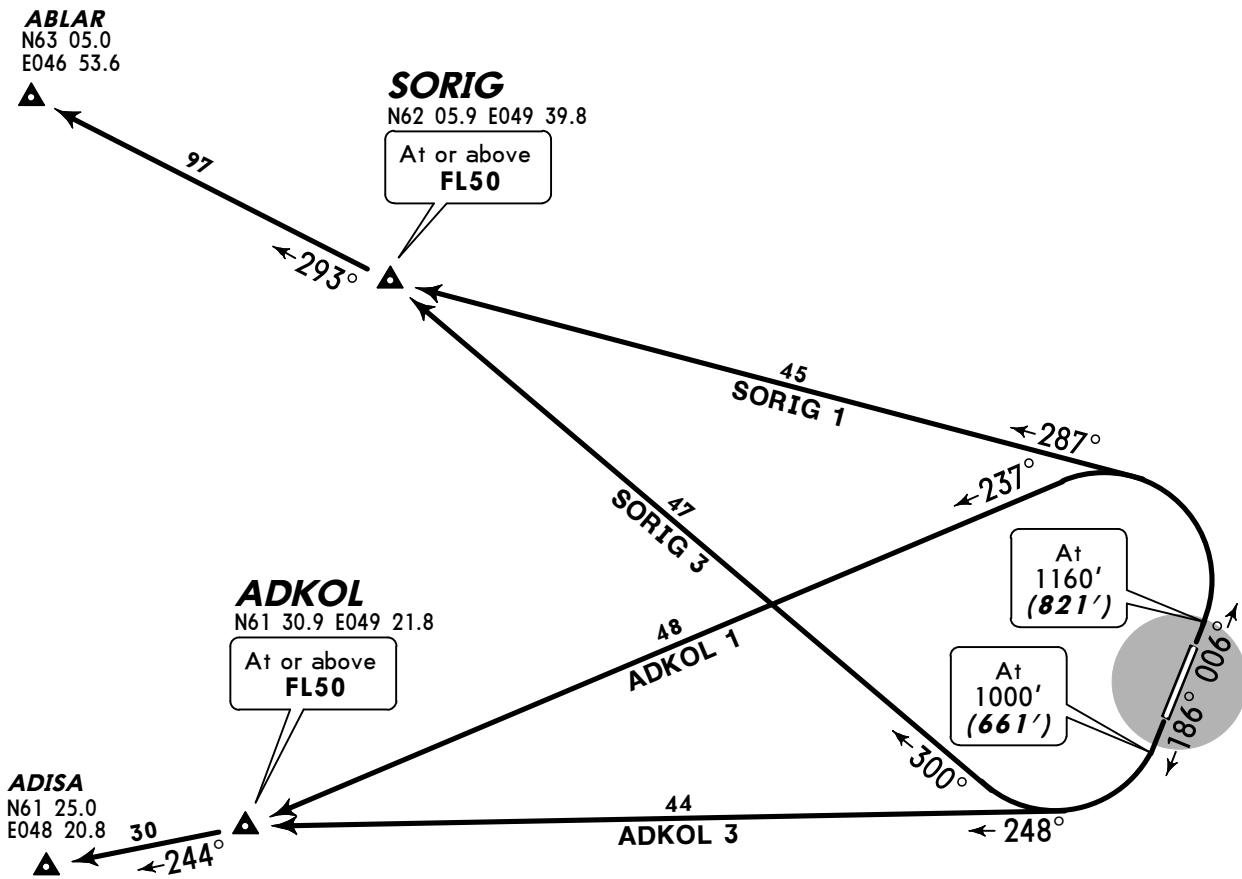 ABLAR
N63 05.0
E046 53.6
97
←293°
SORIG
N62 05.9 E049 39.8
At or above
FL50
45
SORIG 1
←287°
←237°
47
SORIG 3
At
1160'
(821')
006°
186°
At
1000'
(661')
ADKOL
N61 30.9 E049 21.8
At or above
FL50
48
ADKOL 1
←300°
44
ADKOL 3
←248°
ADISA
N61 25.0
E048 20.8
30
←244°